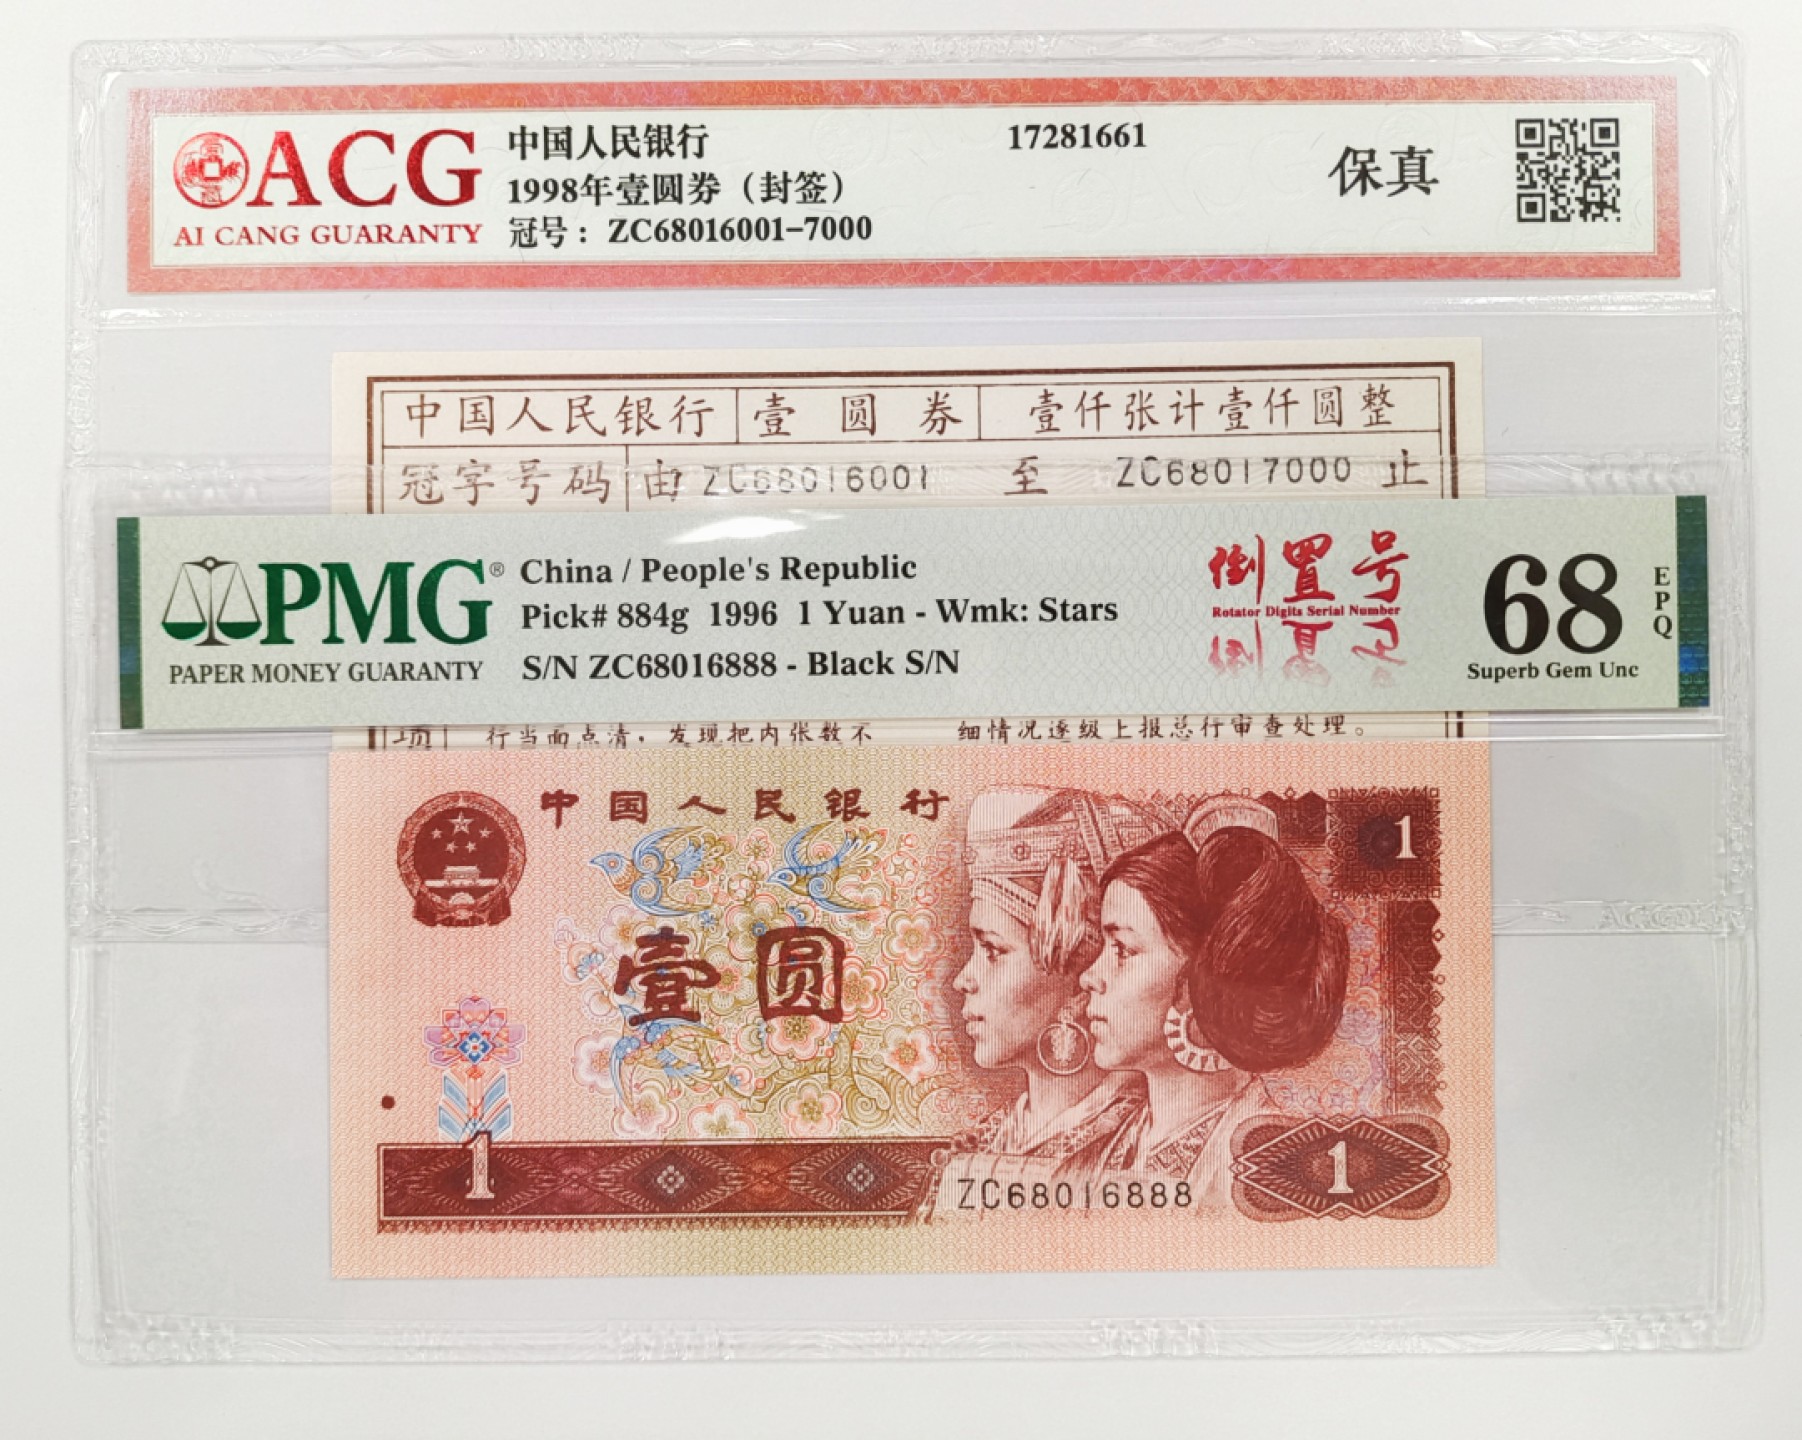 ACG
AI CANG GUARANTY
中国人民银行
1998年壹圆券（封签）
冠号：ZC68016001-7000
17281661
保真
中国人民银行 壹圆券 壹仟张计壹仟圆整
冠字号码 由 ZC68016001 至 ZC68017000 止
PMG®
PAPER MONEY GUARANTY
China / People's Republic
Pick# 884g 1996 1 Yuan - Wmk: Stars
S/N ZC68016888 - Black S/N
倒置号
Rotator Digits Serial Number
68
EPQ
Superb Gem Unc
项 行当面点清，发现把内张数不 细情况逐级上报总行审查处理。
中国人民银行
1
壹圆
1
ZC68016888
1